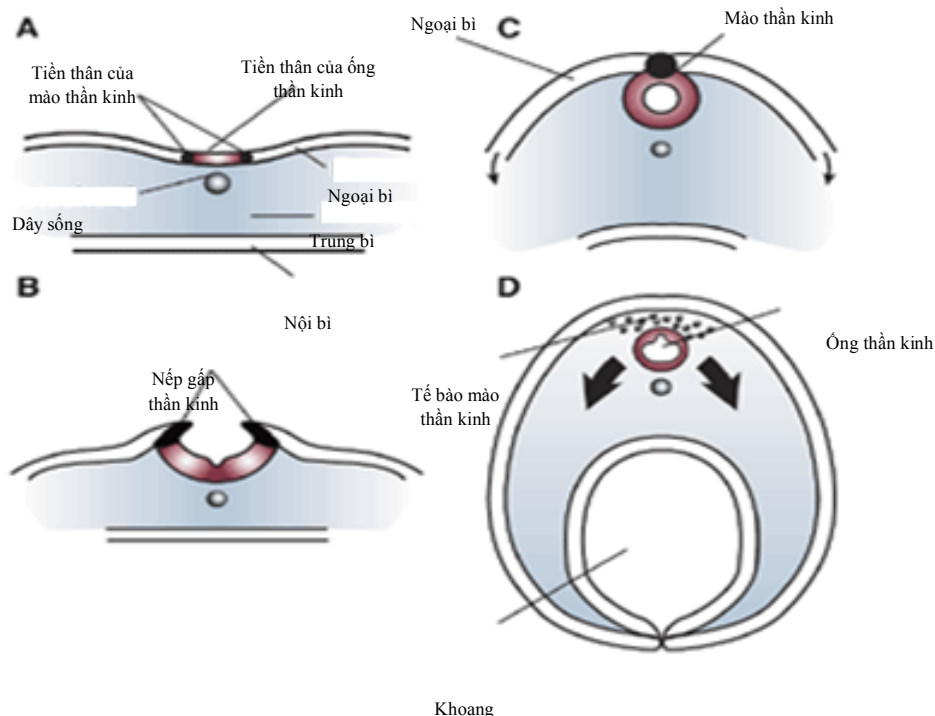 A
Tiền thân của
mào thần kinh
Tiền thân của ống
thần kinh
Ngoại bì
Dây sống
Trung bì
Nội bì
B
Nếp gấp
thần kinh
C
Ngoại bì
Mào thần kinh
D
Ống thần kinh
Tế bào mào
thần kinh
Khoang